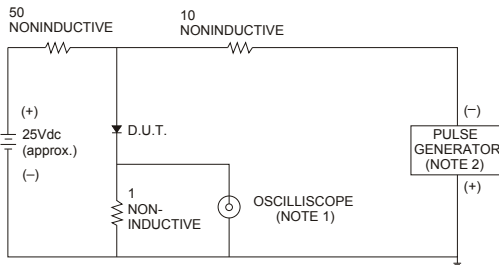 50
NONINDUCTIVE
10
NONINDUCTIVE
(+)
25Vdc
(approx.)
(–)
D.U.T.
1
NON-
INDUCTIVE
OSCILLISCOPE
(NOTE 1)
(–)
PULSE
GENERATOR
(NOTE 2)
(+)